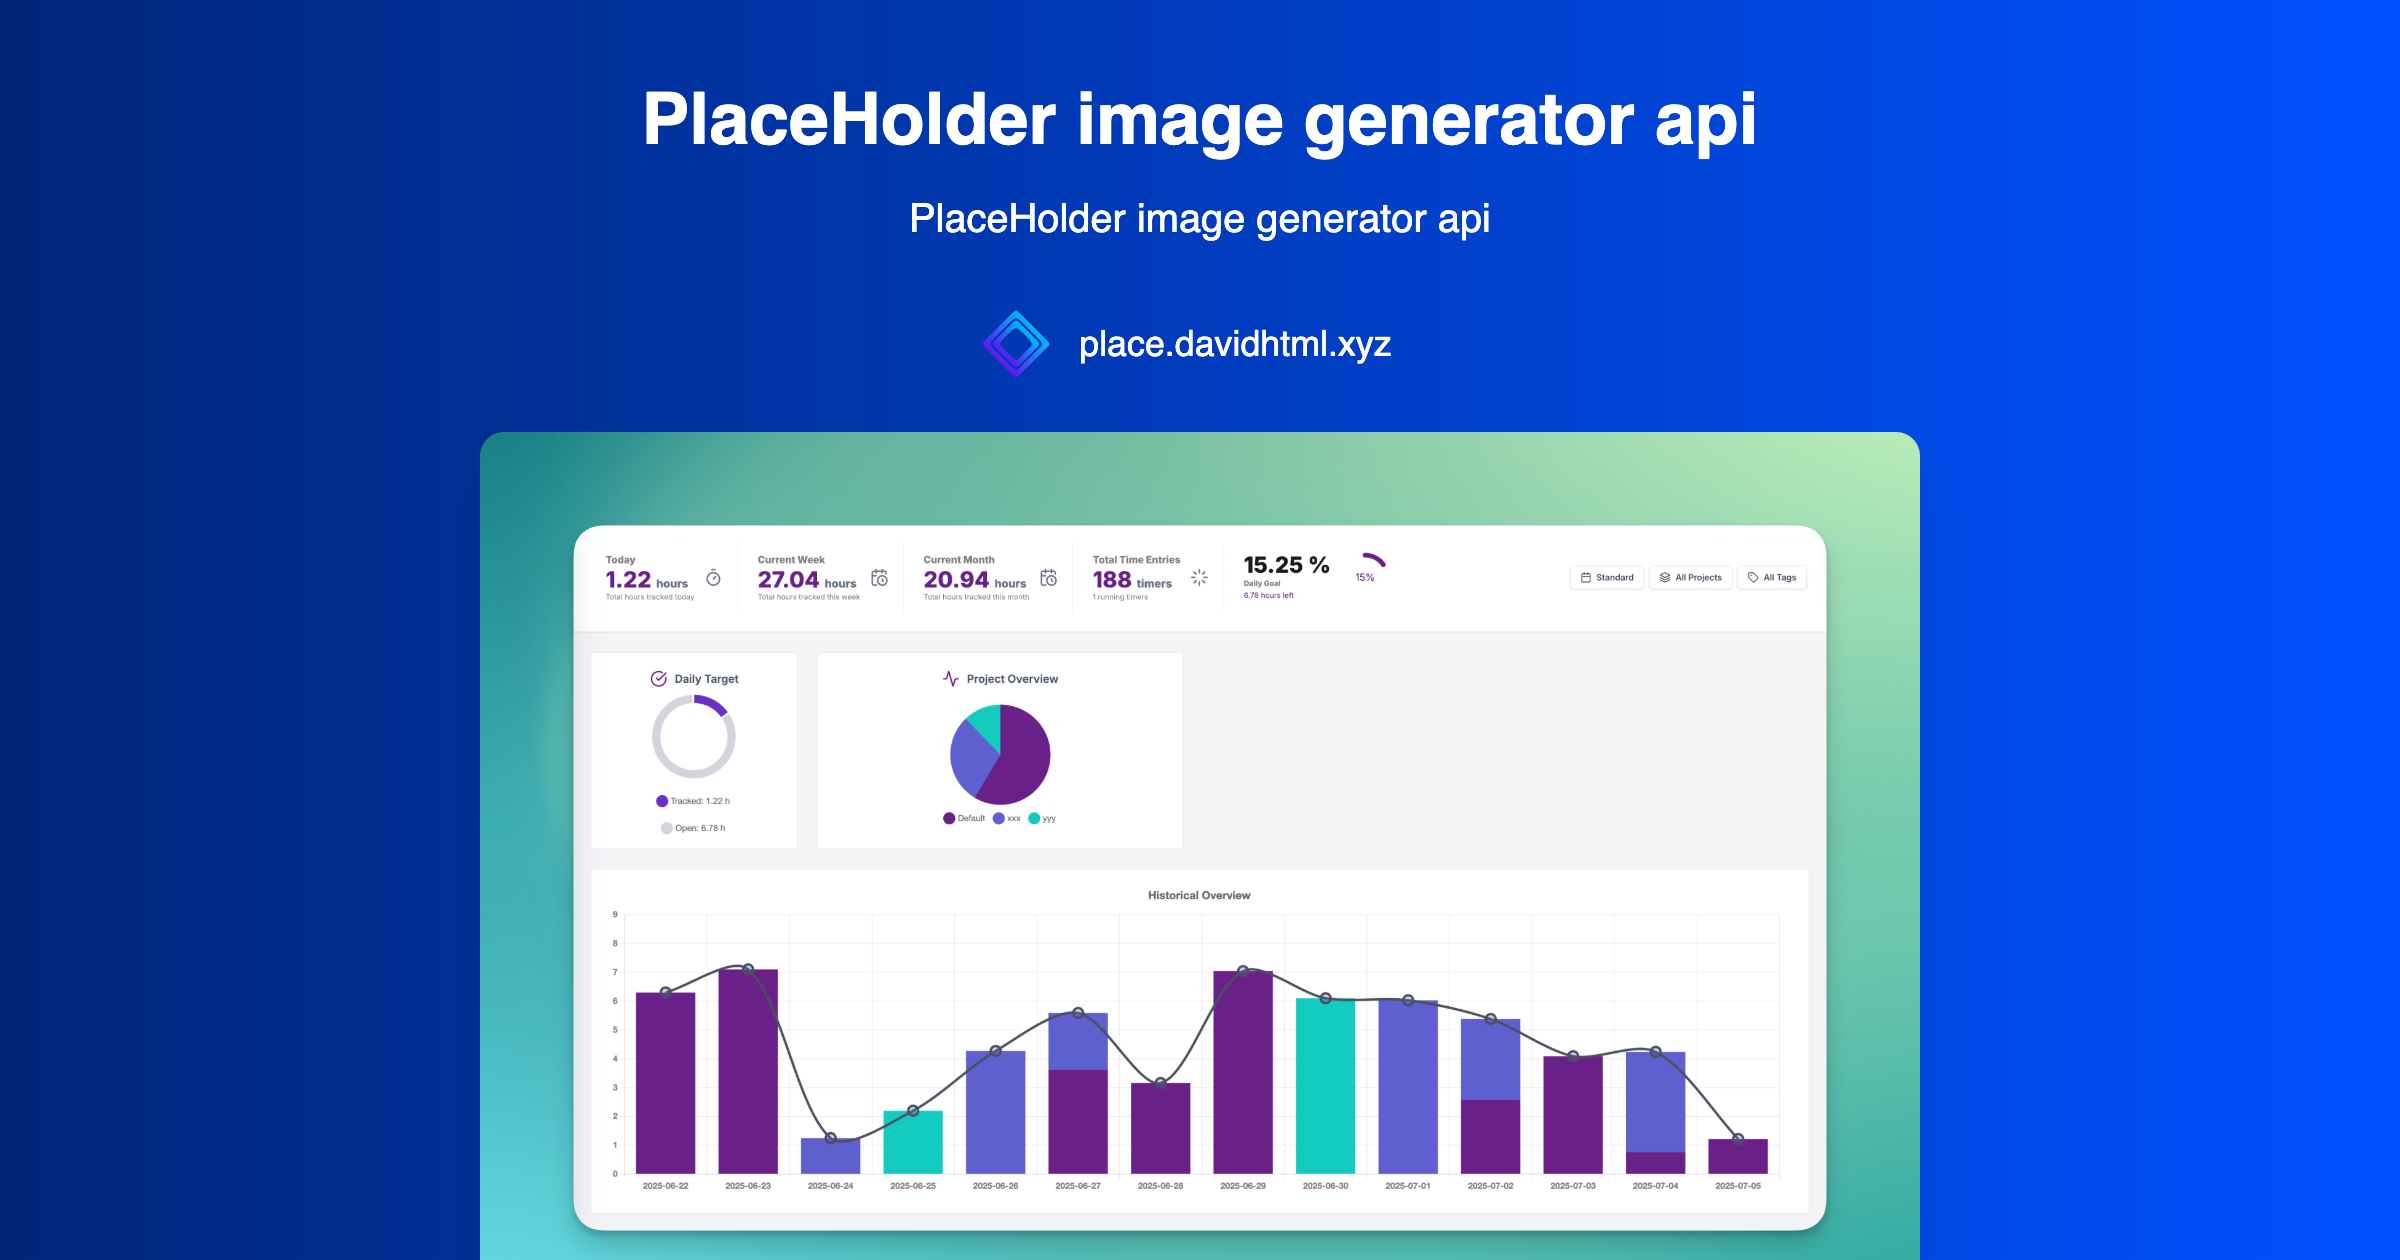 PlaceHolder image generator api
PlaceHolder image generator api
place.davidhtml.xyz
Today
1.22 hours
Total hours tracked today
Current Week
27.04 hours
Total hours tracked this week
Current Month
20.94 hours
Total hours tracked this month
Total Time Entries
188 timers
1 running timers
15.25 %
Daily Goal
6.78 hours left
15%
Standard
All Projects
All Tags
Daily Target
Tracked: 1.22 h
Open: 6.78 h
Project Overview
Default xxx yyy
Historical Overview
9
8
7
6
5
4
3
2
1
0
2025-06-22 2025-06-23 2025-06-24 2025-06-25 2025-06-26 2025-06-27 2025-06-28 2025-06-29 2025-06-30 2025-07-01 2025-07-02 2025-07-03 2025-07-04 2025-07-05